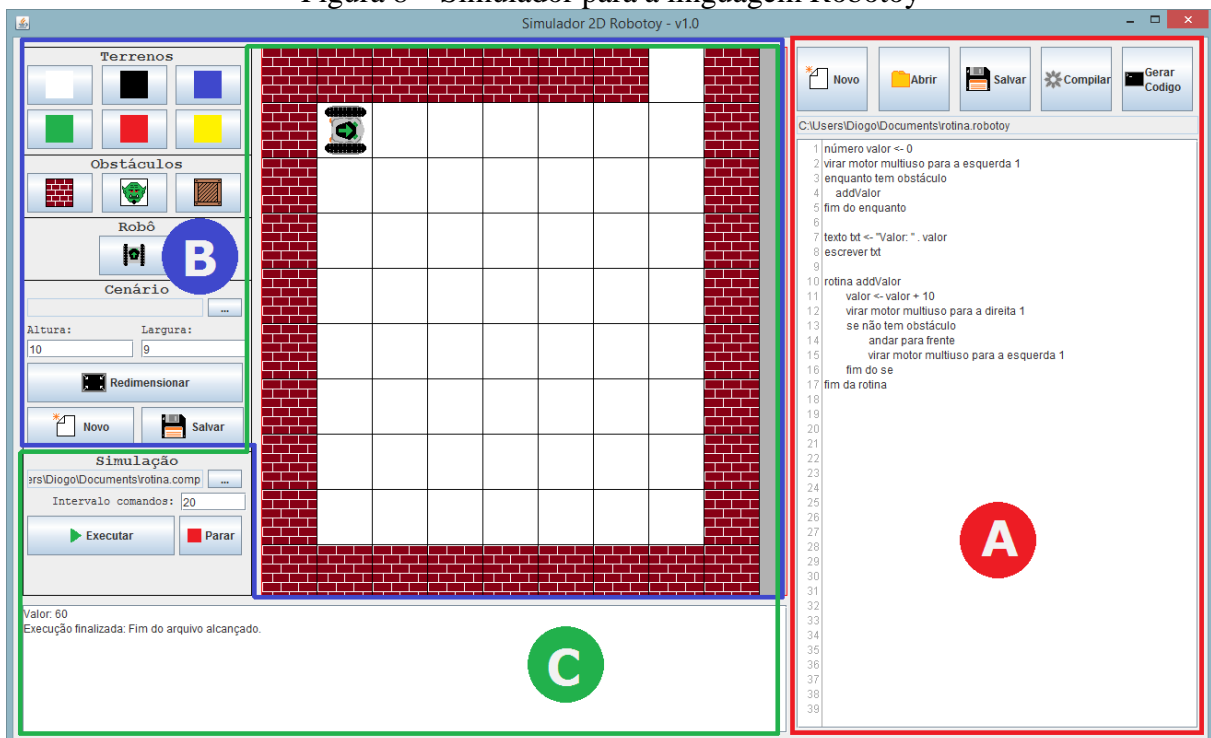 Figura 8 – Simulador para a linguagem Robotoy
Simulador 2D Robotoy - v1.0
Terrenos
Obstáculos
Robô
B
Cenário
...
Altura: Largura:
10 9
Redimensionar
Novo Salvar
Simulação
ers\Diogo\Documents\rotina.comp ...
Intervalo comandos: 20
Executar Parar
Valor: 60
Execução finalizada: Fim do arquivo alcançado.
C
Novo Abrir Salvar Compilar Gerar
Codigo
C:\Users\Diogo\Documents\rotina.robotoy
1 número valor <- 0
2 virar motor multiuso para a esquerda 1
3 enquanto tem obstáculo
4 addValor
5 fim do enquanto
6
7 texto txt <- "Valor: " . valor
8 escrever txt
9
10 rotina addValor
11 valor <- valor + 10
12 virar motor multiuso para a direita 1
13 se não tem obstáculo
14 andar para frente
15 virar motor multiuso para a esquerda 1
16 fim do se
17 fim da rotina
18
19
20
21
22
23
24
25
26
27
28
29
30
31
32
33
34
35
36
37
38
39
A